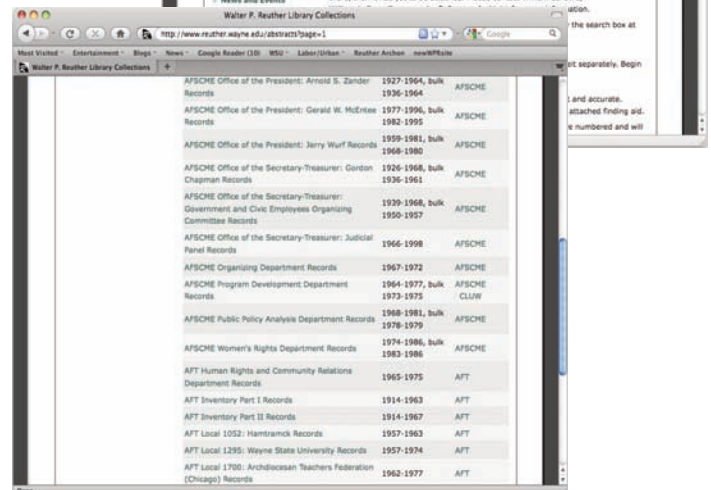 News and Events
ation.
the search box at
eit separately. Begin
t and accurate.
attached finding aid.
e numbered and will
Walter P. Reuther Library Collections
http://www.reuther.wayne.edu/abstracts?page=1
Google
Most Visited Entertainment Blogs News Google Reader (10) WSU Labor/Urban Reuther Archon newWPRsite
Walter P. Reuther Library Collections +
AFSCME Office of the President: Arnold S. Zander 1927-1964, bulk AFSCME
Records 1936-1964
AFSCME Office of the President: Gerald W. McEntee 1977-1996, bulk AFSCME
Records 1982-1995
AFSCME Office of the President: Jerry Wurf Records 1959-1981, bulk AFSCME
1968-1980
AFSCME Office of the Secretary-Treasurer: Gordon 1926-1968, bulk AFSCME
Chapman Records 1936-1961
AFSCME Office of the Secretary-Treasurer:
Government and Civic Employees Organizing 1939-1968, bulk AFSCME
Committee Records 1950-1957
AFSCME Office of the Secretary-Treasurer: Judicial 1966-1998 AFSCME
Panel Records
AFSCME Organizing Department Records 1967-1972 AFSCME
AFSCME Program Development Department 1964-1977, bulk AFSCME
Records 1973-1975 CLUW
AFSCME Public Policy Analysis Department Records 1968-1981, bulk AFSCME
1978-1979
AFSCME Women's Rights Department Records 1974-1986, bulk AFSCME
1983-1986
AFT Human Rights and Community Relations 1965-1975 AFT
Department Records
AFT Inventory Part I Records 1914-1963 AFT
AFT Inventory Part II Records 1914-1967 AFT
AFT Local 1052: Hamtramck Records 1957-1963 AFT
AFT Local 1295: Wayne State University Records 1957-1974 AFT
AFT Local 1700: Archdiocesan Teachers Federation 1962-1977 AFT
(Chicago) Records